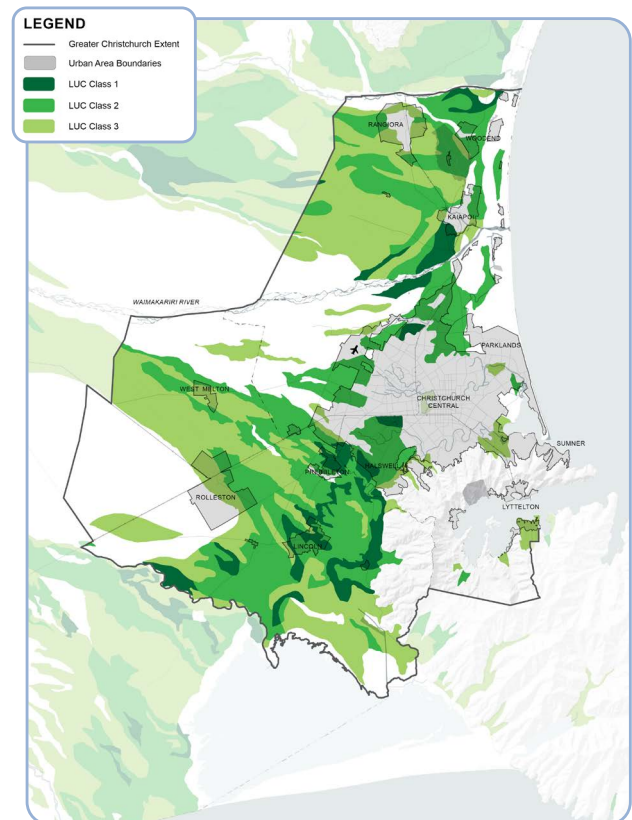 LEGEND
Greater Christchurch Extent
Urban Area Boundaries
LUC Class 1
LUC Class 2
LUC Class 3
RANGIORA
WOODEND
KAIAPOI
WAIMAKARIRI RIVER
PARKLANDS
WEST MELTON
CHRISTCHURCH
CENTRAL
SUMNER
PREBBLETON
HALSWELL
ROLLESTON
LYTTELTON
LINCOLN